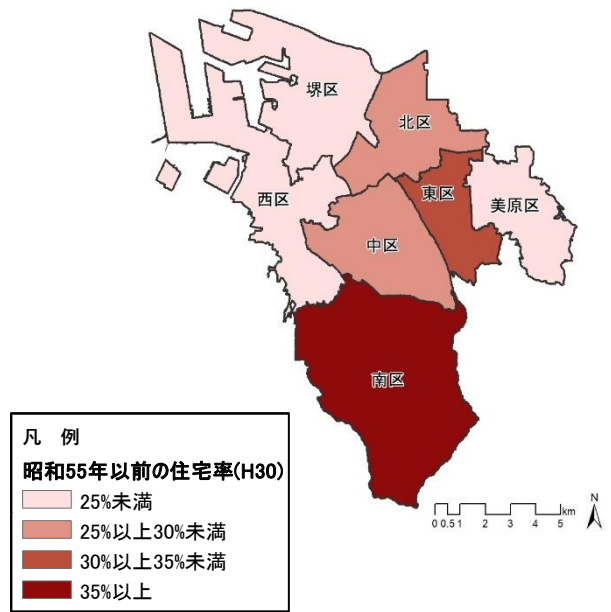 堺区
北区
東区
西区
美原区
中区
南区
凡 例
昭和55年以前の住宅率(H30)
25%未満
25%以上30%未満
30%以上35%未満
35%以上
N
km
0 0.5 1 2 3 4 5